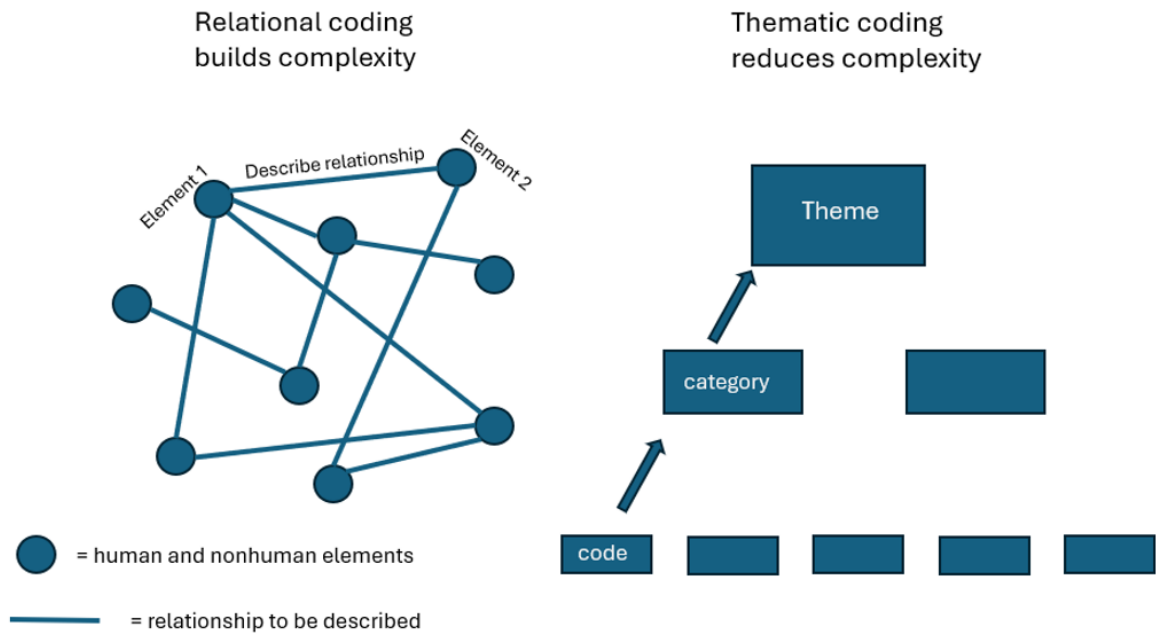 Relational coding
builds complexity
Thematic coding
reduces complexity
Element 1
Describe relationship
Element 2
Theme
category
code
= human and nonhuman elements
= relationship to be described